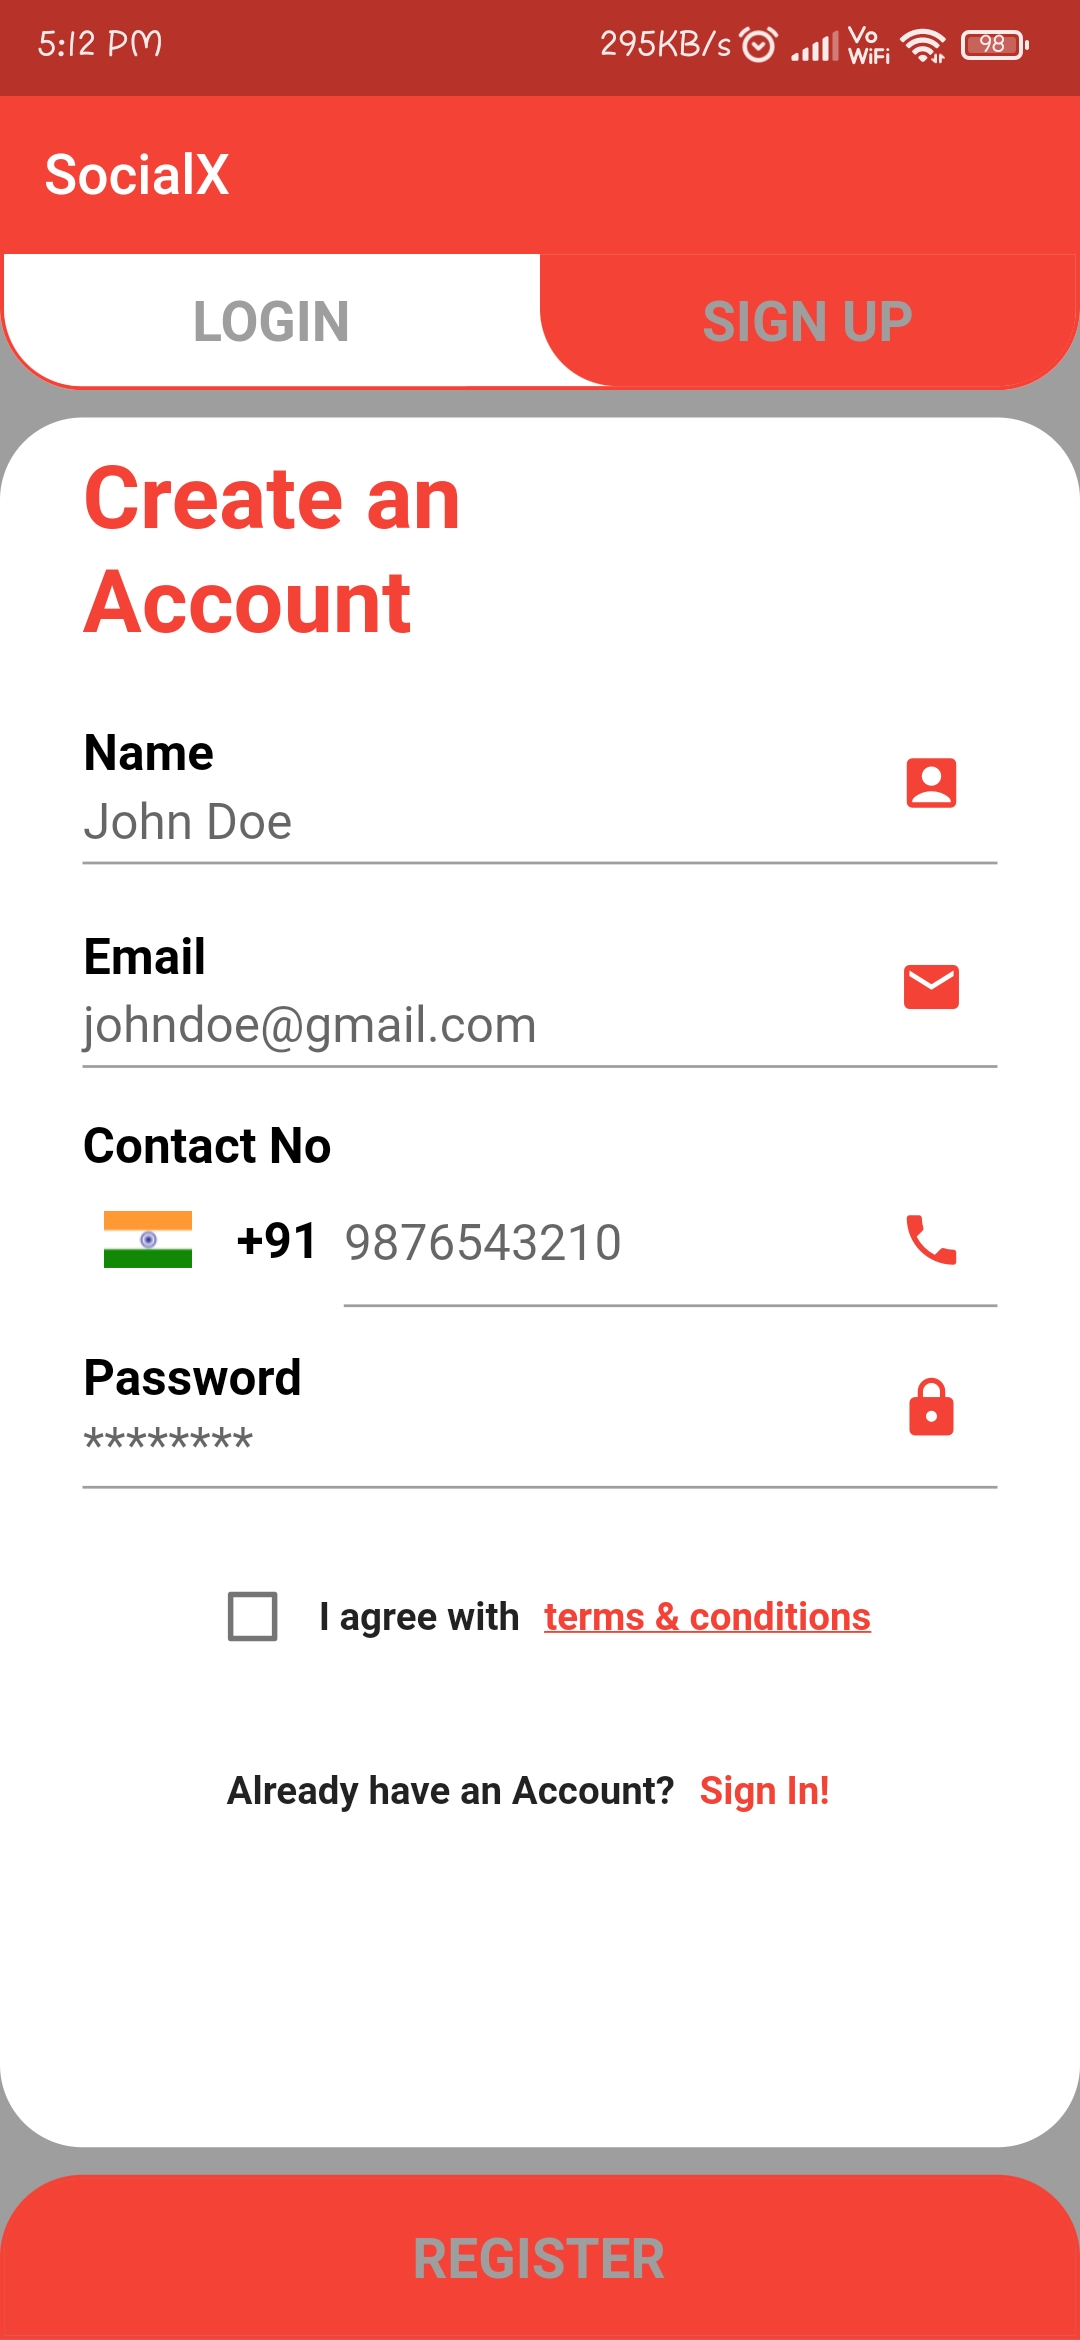 5:12 PM 295KB/s Vo WiFi 98
SocialX
LOGIN SIGN UP
Create an
Account
Name
John Doe
Email
johndoe@gmail.com
Contact No
+91 9876543210
Password
********
I agree with terms & conditions
Already have an Account? Sign In!
REGISTER